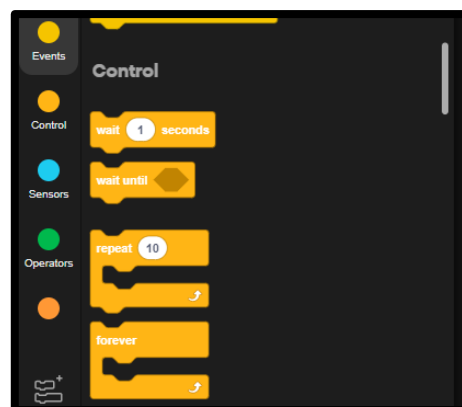 Events
Control
Control
wait 1 seconds
Sensors
wait until
Operators
repeat 10
forever